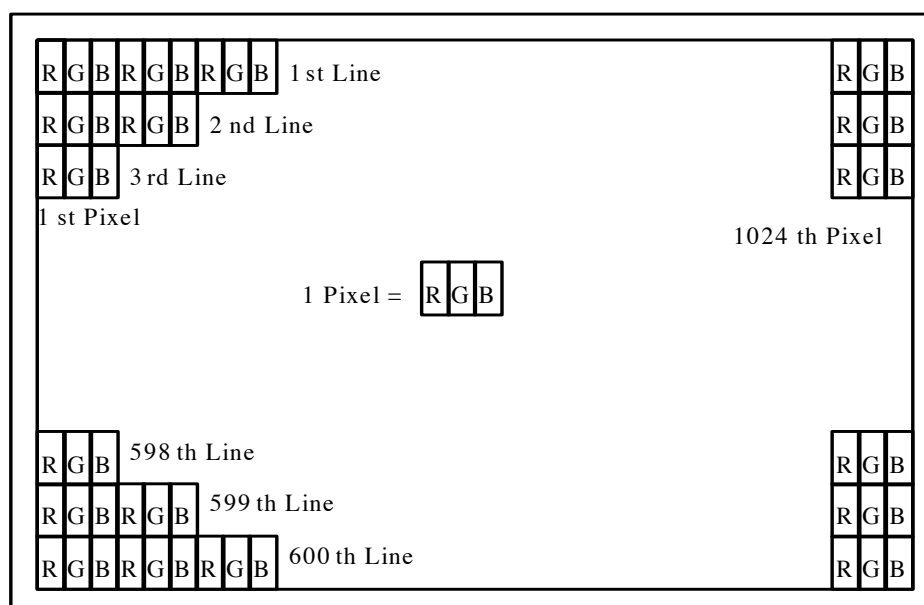 R G B R G B R G B 1 st Line R G B
R G B R G B 2 nd Line R G B
R G B 3 rd Line R G B
1 st Pixel
1024 th Pixel
1 Pixel = R G B
R G B 598 th Line R G B
R G B R G B 599 th Line R G B
R G B R G B R G B 600 th Line R G B